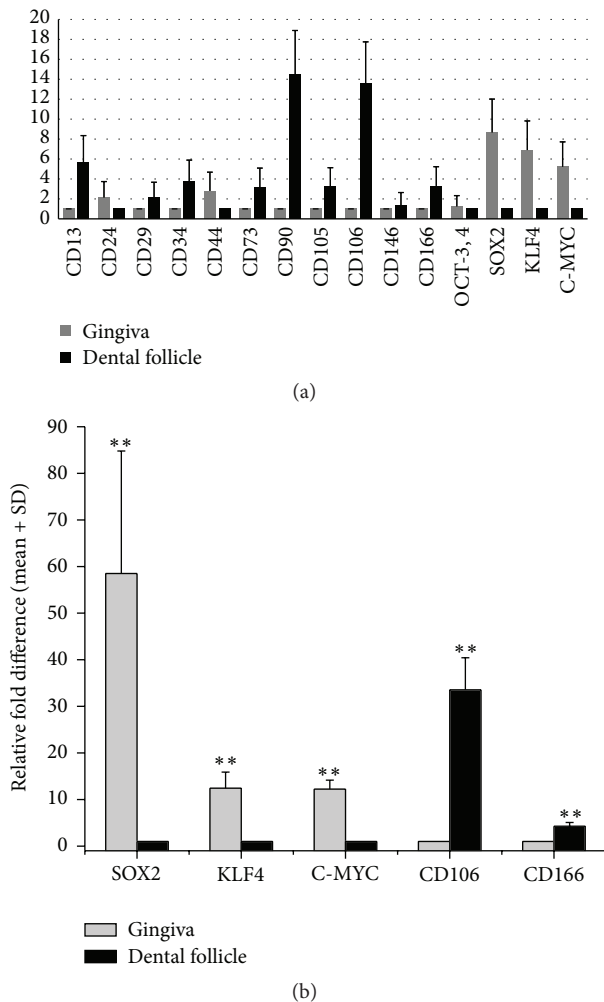 20
18
16
14
12
10
8
6
4
2
0
CD13
CD24
CD29
CD34
CD44
CD73
CD90
CD105
CD106
CD146
CD166
OCT-3, 4
SOX2
KLF4
C-MYC
Gingiva
Dental follicle
(a)
Relative fold difference (mean + SD)
90
80
70
60
50
40
30
20
10
0
**
**
**
**
**
SOX2
KLF4
C-MYC
CD106
CD166
Gingiva
Dental follicle
(b)